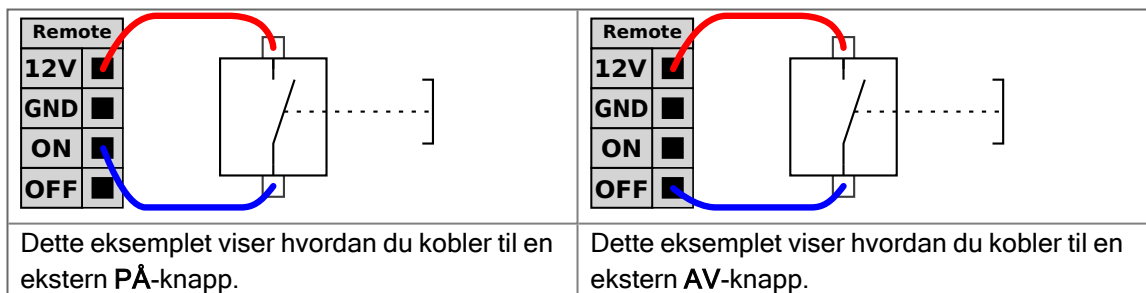 Remote
12V
GND
ON
OFF
Remote
12V
GND
ON
OFF
Dette eksemplet viser hvordan du kobler til en
ekstern PÅ-knapp.
Dette eksemplet viser hvordan du kobler til en
ekstern AV-knapp.